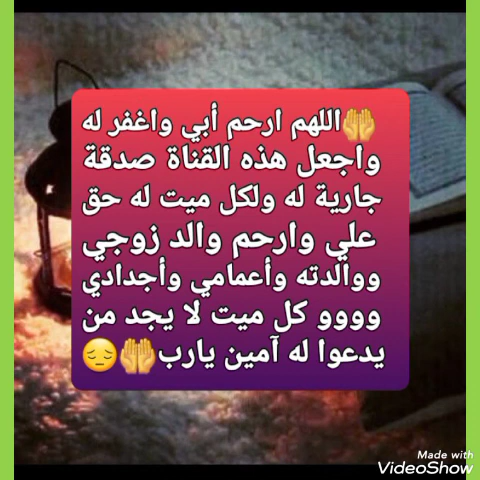 🤲اللهم ارحم أبي واغفر له
واجعل هذه القناة صدقة
جارية له ولكل ميت له حق
علي وارحم والد زوجي
ووالدته وأعمامي وأجدادي
وووو كل ميت لا يجد من
يدعوا له آمين يارب🤲😔
Made with
VideoShow